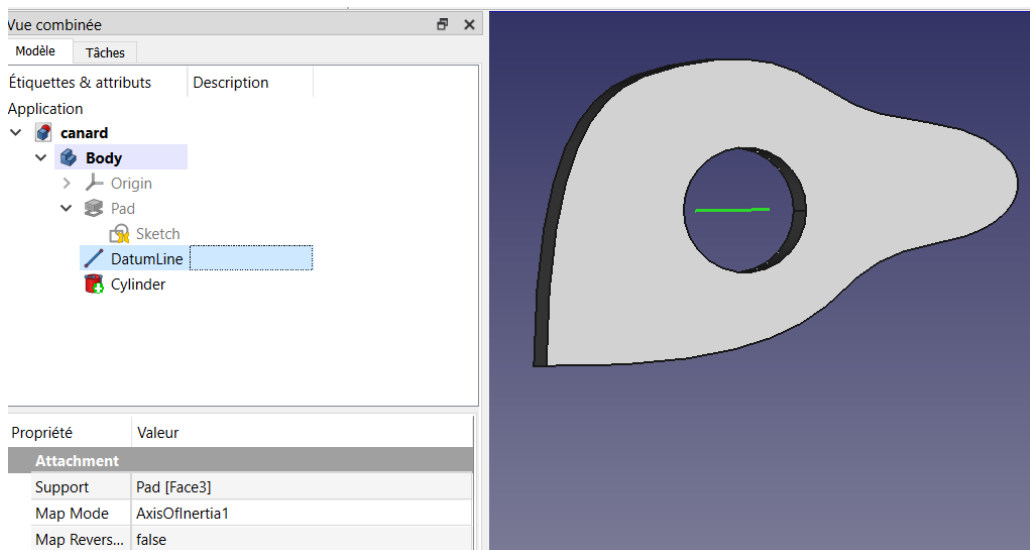 Vue combinée
Modèle Tâches
Étiquettes & attributs Description
Application
canard
Body
Origin
Pad
Sketch
DatumLine
Cylinder
Propriété Valeur
Attachment
Support Pad [Face3]
Map Mode AxisOfInertia1
Map Revers... false